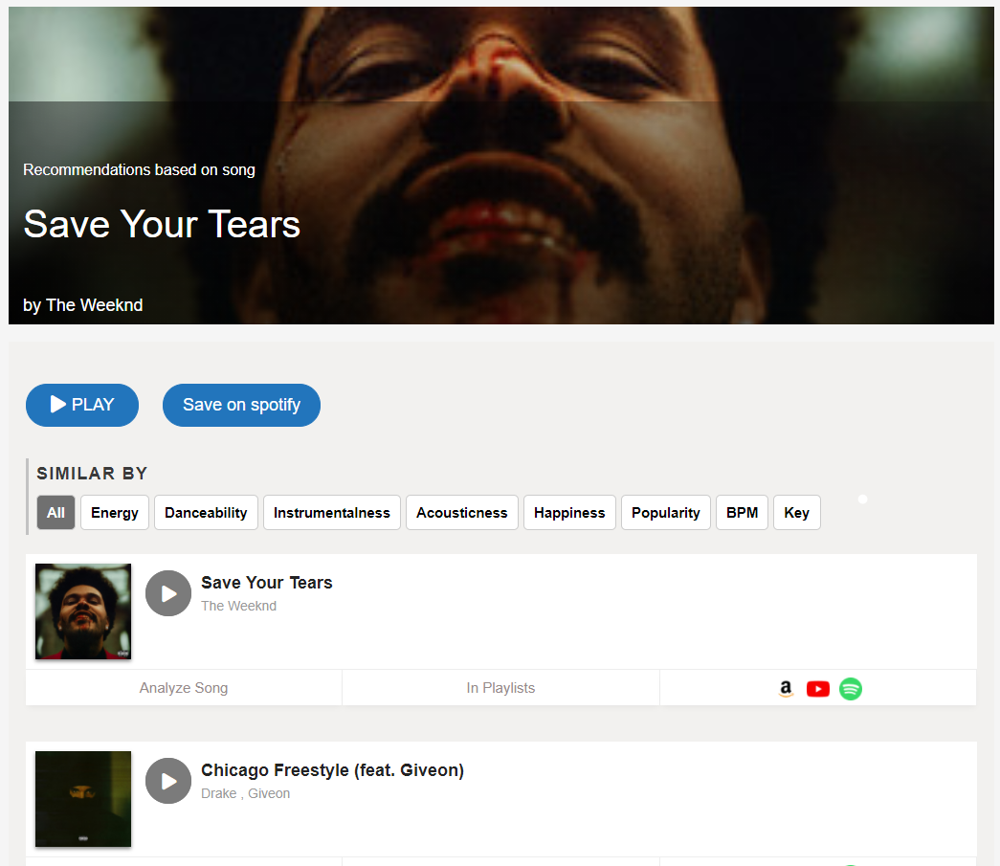 Recommendations based on song
Save Your Tears
by The Weeknd
PLAY
Save on spotify
SIMILAR BY
All Energy Danceability Instrumentalness Acousticness Happiness Popularity BPM Key
Save Your Tears
The Weeknd
Analyze Song In Playlists a
Chicago Freestyle (feat. Giveon)
Drake , Giveon